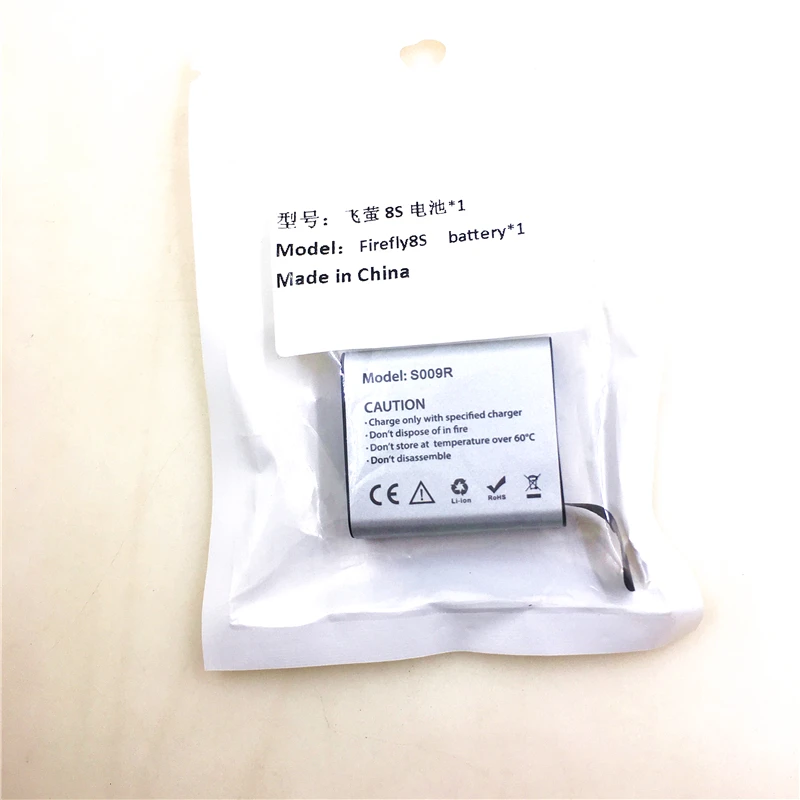 型号：飞萤 8S 电池*1
Model：Firefly8S battery*1
Made in China
Model: S009R
CAUTION
· Charge only with specified charger
· Don't dispose of in fire
· Don't store at temperature over 60°C
· Don't disassemble
CE Li-ion RoHS